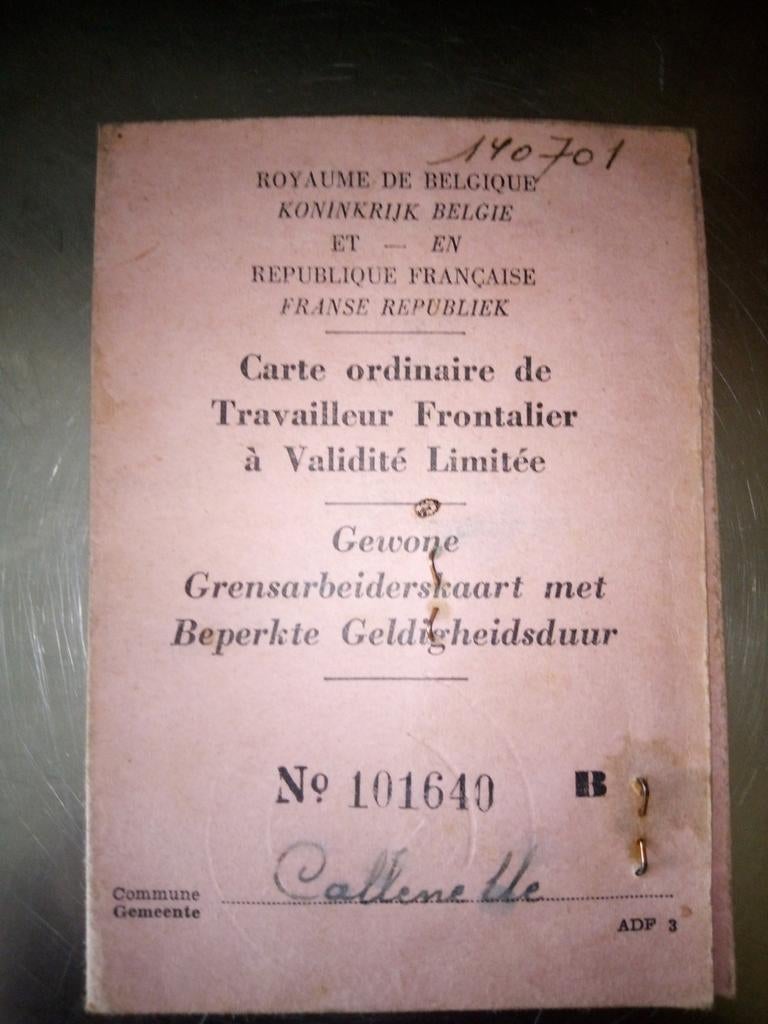 140701
ROYAUME DE BELGIQUE
KONINKRIJK BELGIE
ET — EN
REPUBLIQUE FRANÇAISE
FRANSE REPUBLIEK
Carte ordinaire de
Travailleur Frontalier
à Validité Limitée
Gewone
Grensarbeiderskaart met
Beperkte Geldigheidsduur
Nº 101640 B
Callenelle
Commune
Gemeente
ADF 3